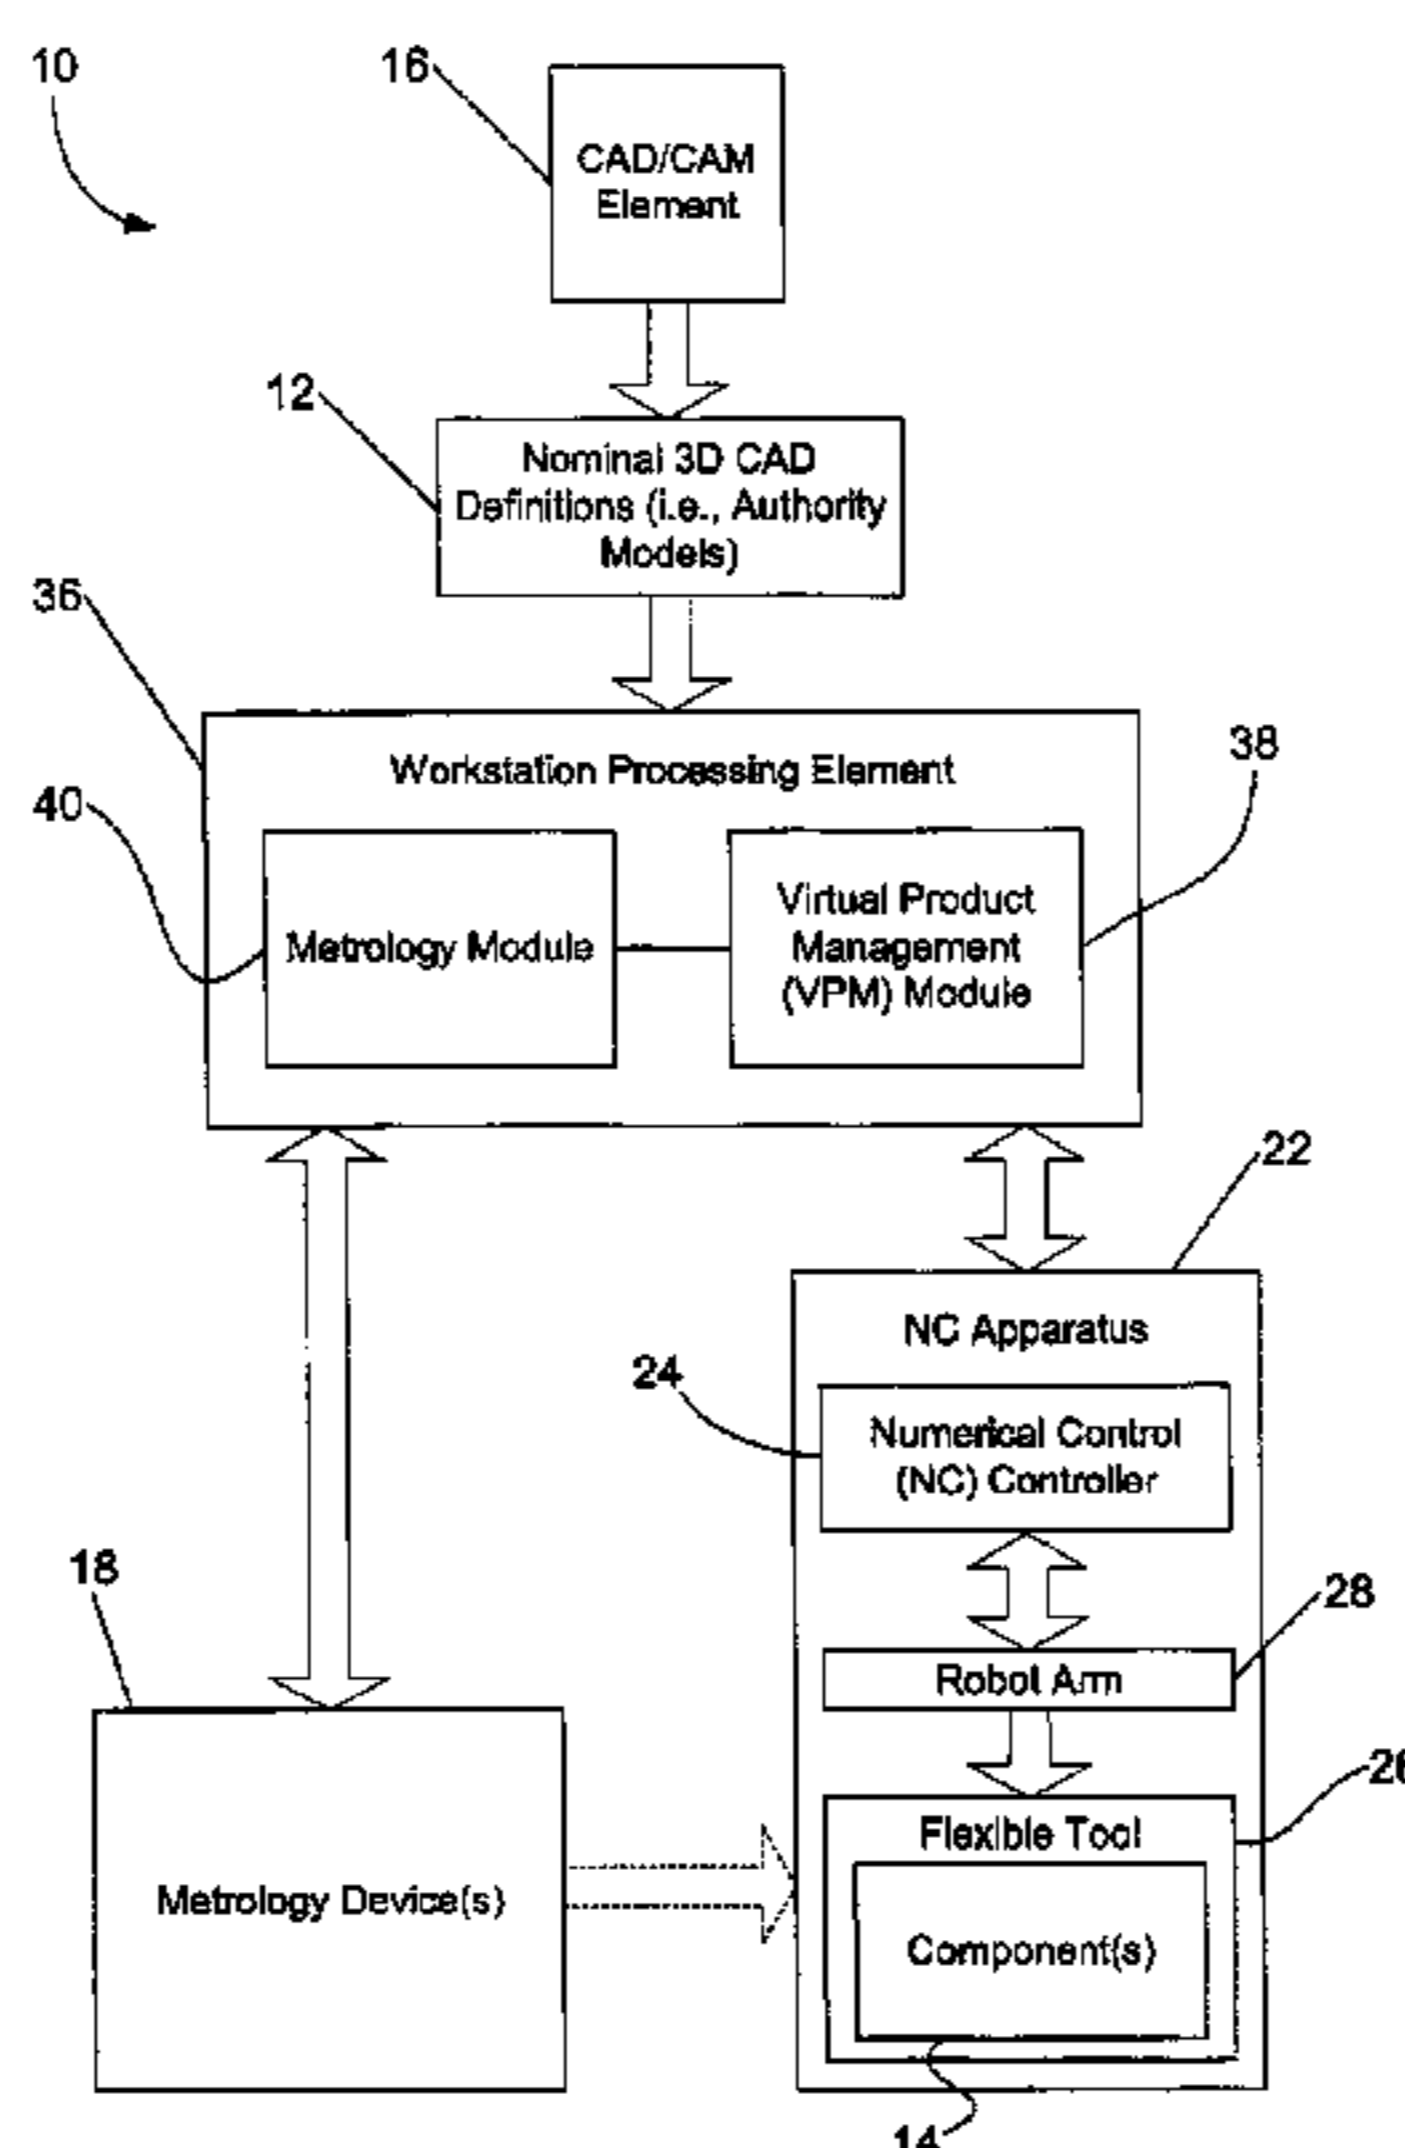 10
16
CAD/CAM
Element
12
Nominal 3D CAD
Definitions (i.e., Authority
Models)
36
Workstation Processing Element
38
40
Metrology Module
Virtual Product
Management
(VPM) Module
22
NC Apparatus
24
Numerical Control
(NC) Controller
18
28
Robot Arm
26
Flexible Tool
Metrology Device(s)
Component(s)
14